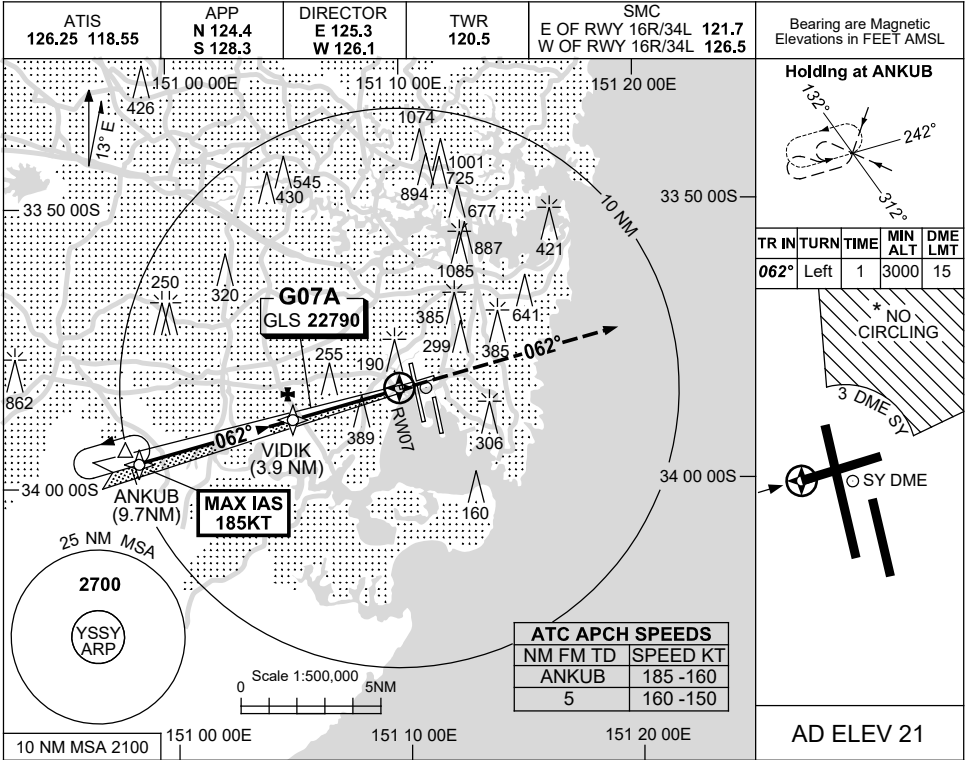 ATIS
126.25 118.55
APP
N 124.4
S 128.3
DIRECTOR
E 125.3
W 126.1
TWR
120.5
SMC
E OF RWY 16R/34L 121.7
W OF RWY 16R/34L 126.5
Bearing are Magnetic
Elevations in FEET AMSL
151 00 00E
151 10 00E
151 20 00E
426
13° E
1074
1001
725
894
545
430
677
33 50 00S
33 50 00S
10 NM
887
421
1085
250
320
G07A
GLS 22790
385
641
299
385
255
190
062°
862
062°
VIDIK
(3.9 NM)
389
RW07
306
34 00 00S
34 00 00S
ANKUB
(9.7NM)
MAX IAS
185KT
160
25 NM MSA
2700
YSSY
ARP
Scale 1:500,000
0
5NM
ATC APCH SPEEDS
NM FM TD SPEED KT
ANKUB 185 -160
5 160 -150
10 NM MSA 2100
151 00 00E
151 10 00E
151 20 00E
Holding at ANKUB
132°
242°
312°
TR IN TURN TIME MIN ALT DME LMT
062° Left 1 3000 15
* NO
CIRCLING
3 DME SY
SY DME
AD ELEV 21